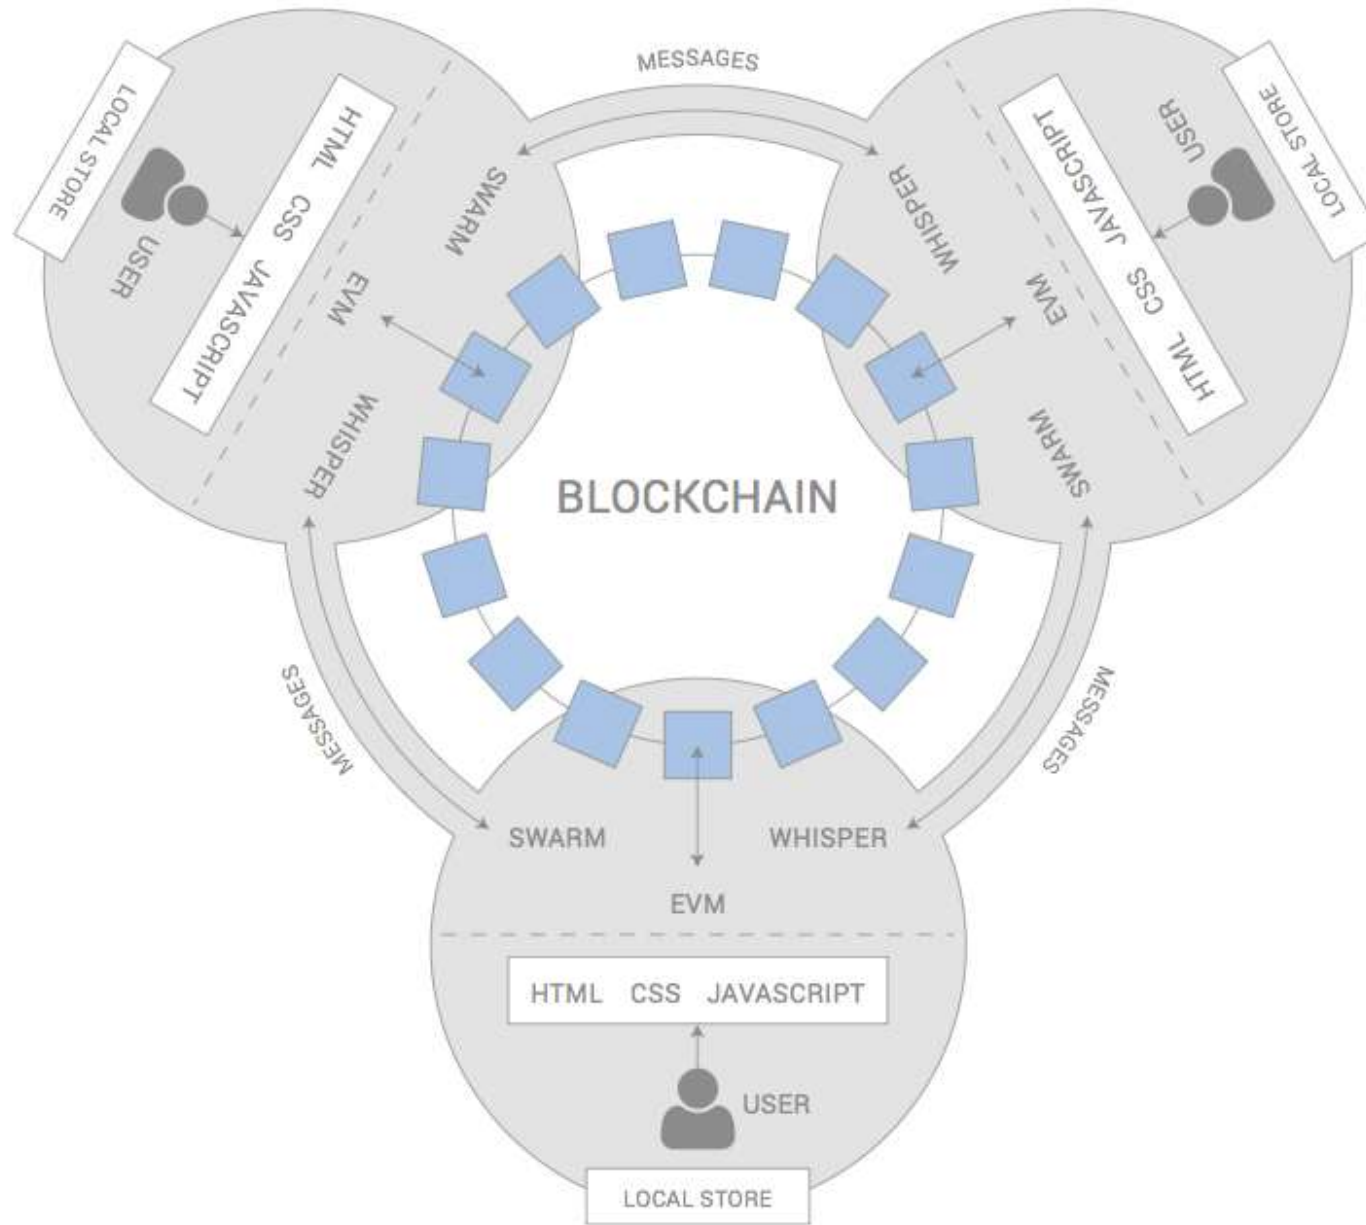 MESSAGES
LOCAL STORE
USER
HTML CSS JAVASCRIPT
SWARM
EVM
WHISPER
LOCAL STORE
USER
HTML CSS JAVASCRIPT
WHISPER
EVM
SWARM
BLOCKCHAIN
MESSAGES
MESSAGES
SWARM
WHISPER
EVM
HTML CSS JAVASCRIPT
USER
LOCAL STORE